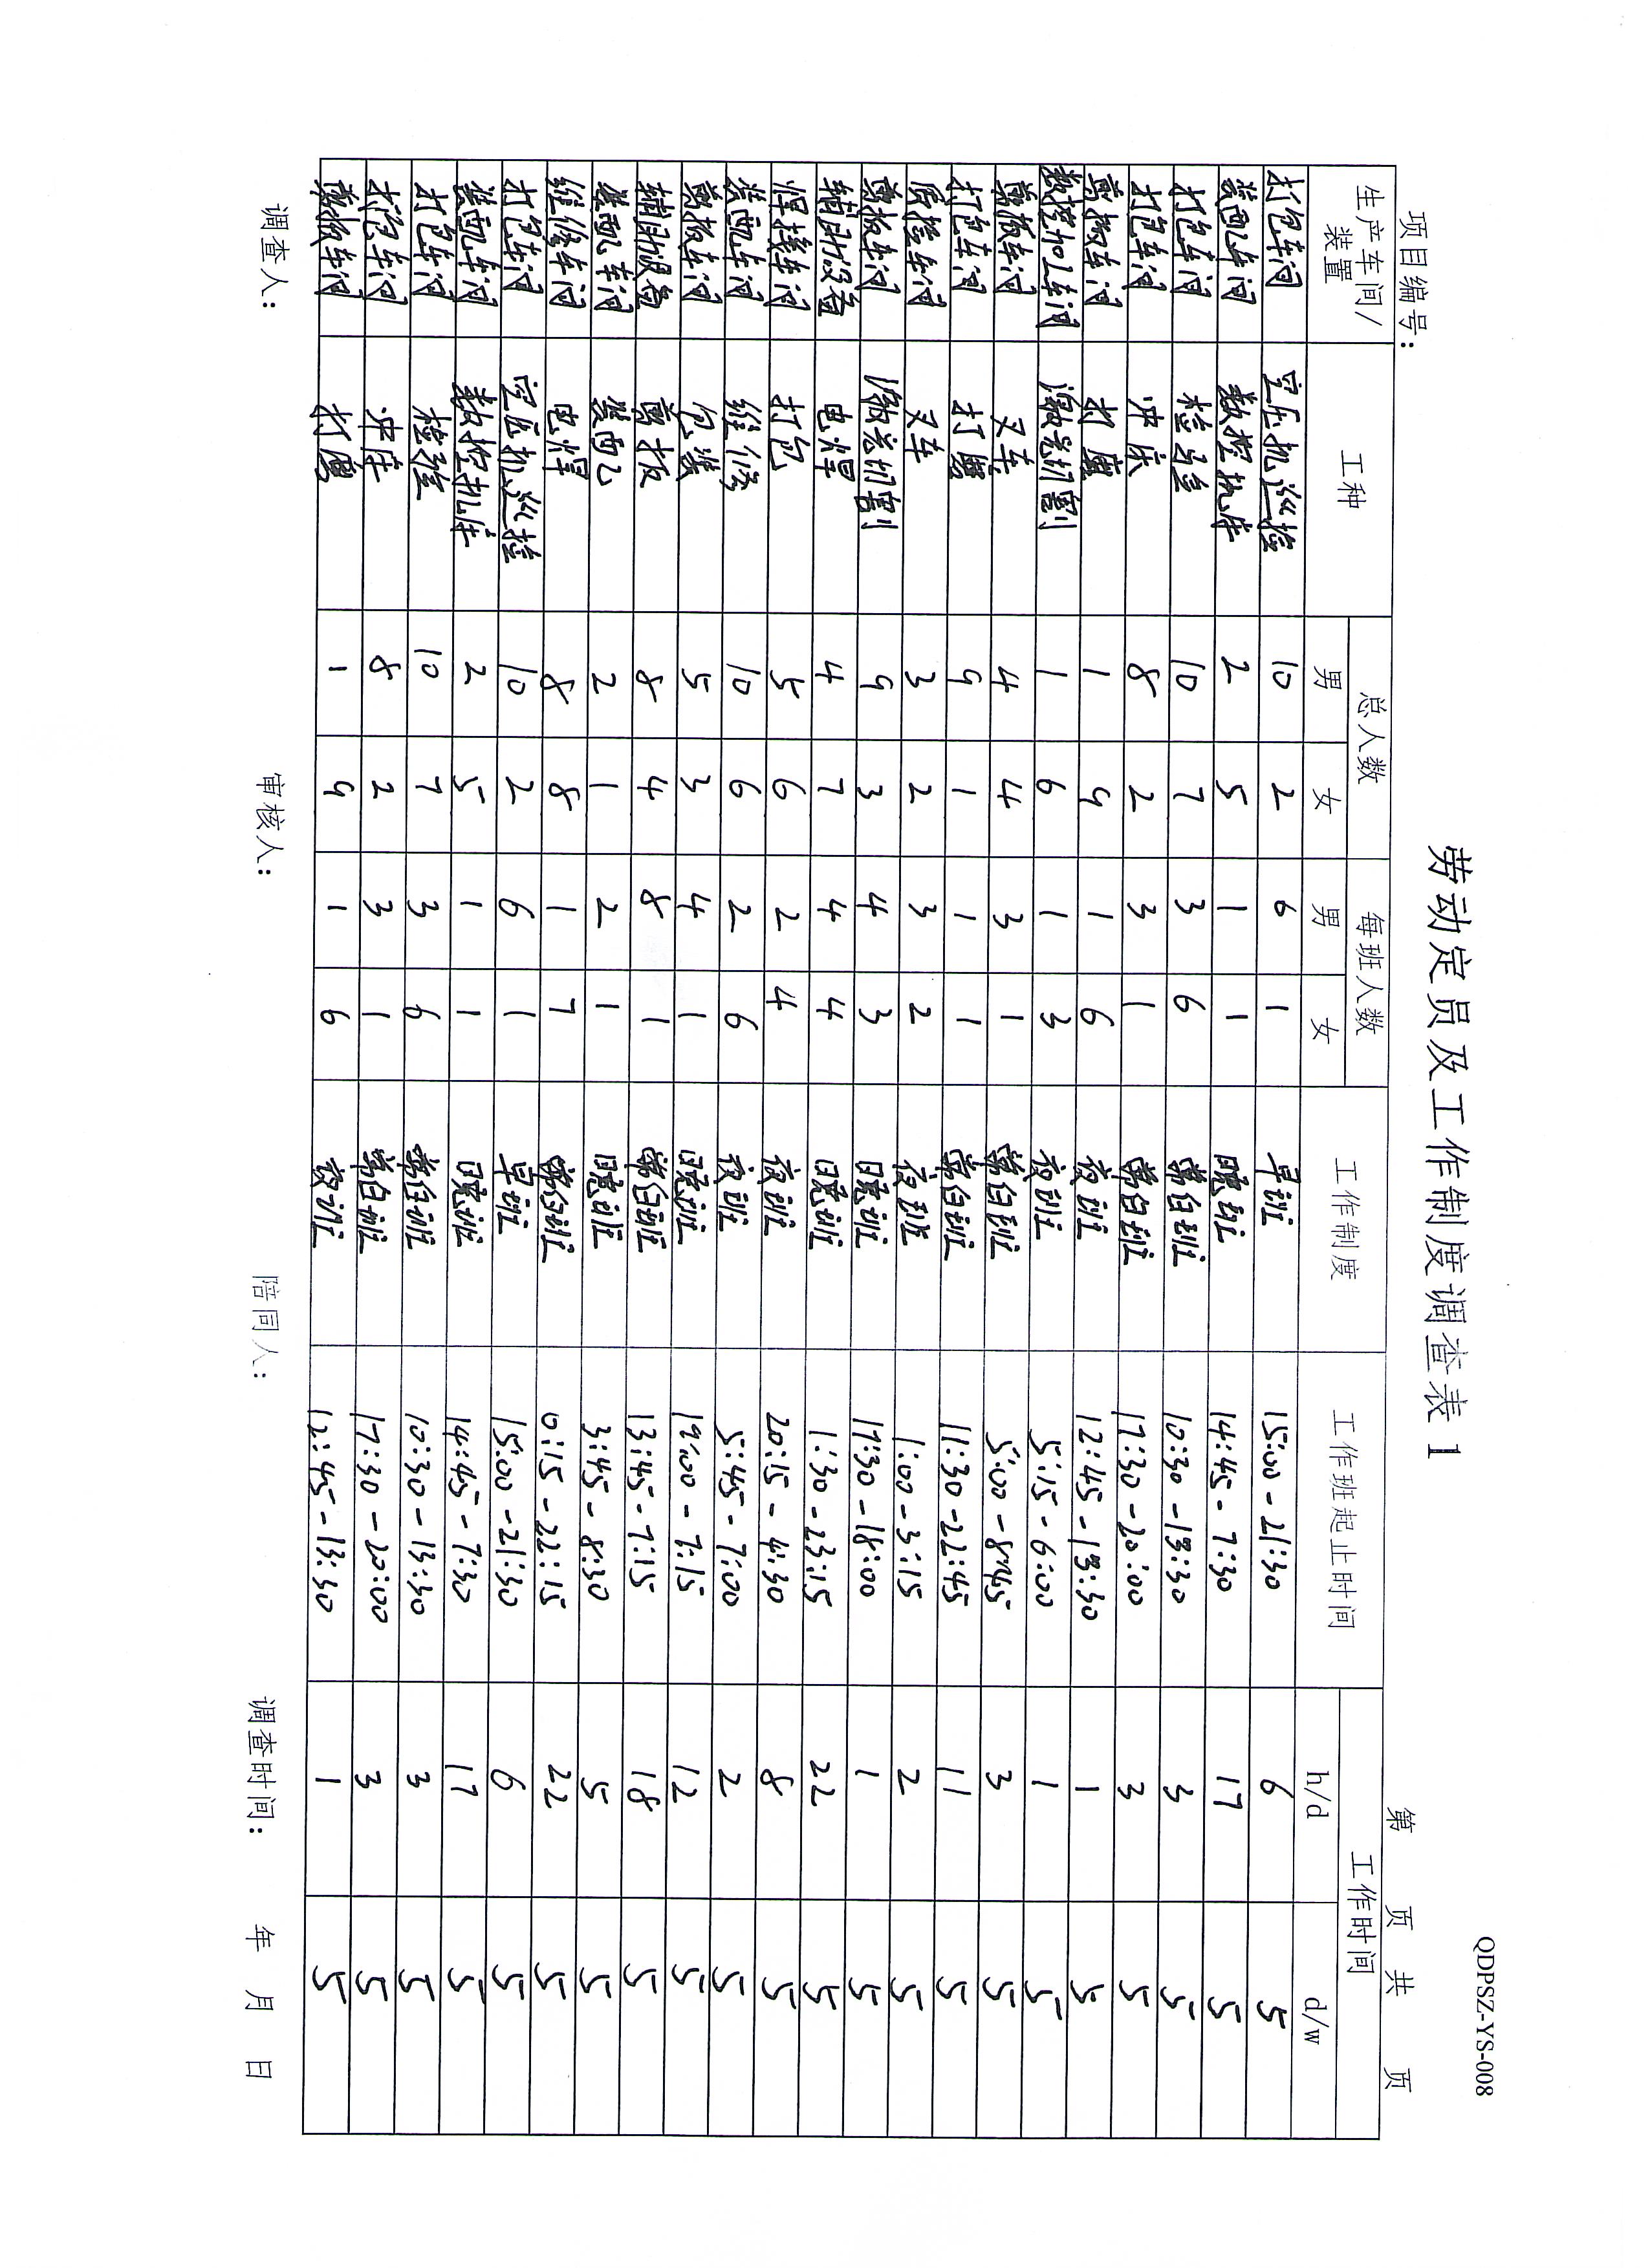 QDPSZ-YS-008
劳动定员及工作制度调查表1
项目编号: 第 页 共 页
生产车间/装置 工种 总人数 每班人数 工作制度 工作班起止时间 工作时间
男 女 男 女 h/d d/w
打包车间 空压机巡检 10 2 6 1 早班 15:00-21:30 6 5
装配车间 数控机床 2 5 1 1 晚班 14:45-7:30 17 5
打包车间 检验 10 7 3 6 常白班 10:30-13:30 3 5
打包车间 冲床 8 2 3 1 常白班 17:30-20:00 3 5
剪板车间 打磨 1 9 1 6 夜班 12:45-13:30 1 5
数控加工车间 激光切割 1 6 1 3 夜班 5:15-6:00 1 5
剪板车间 叉车 4 4 3 1 常白班 5:00-8:45 3 5
打包车间 打磨 9 1 1 1 常白班 11:30-22:45 11 5
质检车间 叉车 3 2 3 2 夜班 1:00-3:15 2 5
剪板车间 激光切割 9 3 4 3 晚班 17:30-18:00 1 5
辅助设备 电焊 4 7 4 4 晚班 1:30-23:15 22 5
焊接车间 打包 5 6 2 4 夜班 20:15-4:30 8 5
装配车间 维修 10 6 2 6 夜班 5:45-7:00 2 5
剪板车间 包装 5 3 4 1 晚班 19:00-7:15 12 5
辅助设备 剪板 8 4 8 1 常白班 13:45-7:15 18 5
装配车间 装配 2 1 2 1 晚班 3:45-8:30 5 5
维修车间 电焊 8 8 1 7 常白班 0:15-22:15 22 5
打包车间 空压机巡检 10 2 6 1 早班 15:00-21:30 6 5
装配车间 数控机床 2 5 1 1 晚班 14:45-7:30 17 5
打包车间 检验 10 7 3 6 常白班 10:30-13:30 3 5
打包车间 冲床 8 2 3 1 常白班 17:30-20:00 3 5
剪板车间 打磨 1 9 1 6 夜班 12:45-13:30 1 5
调查人: 审核人: 陪同人: 调查时间: 年 月 日